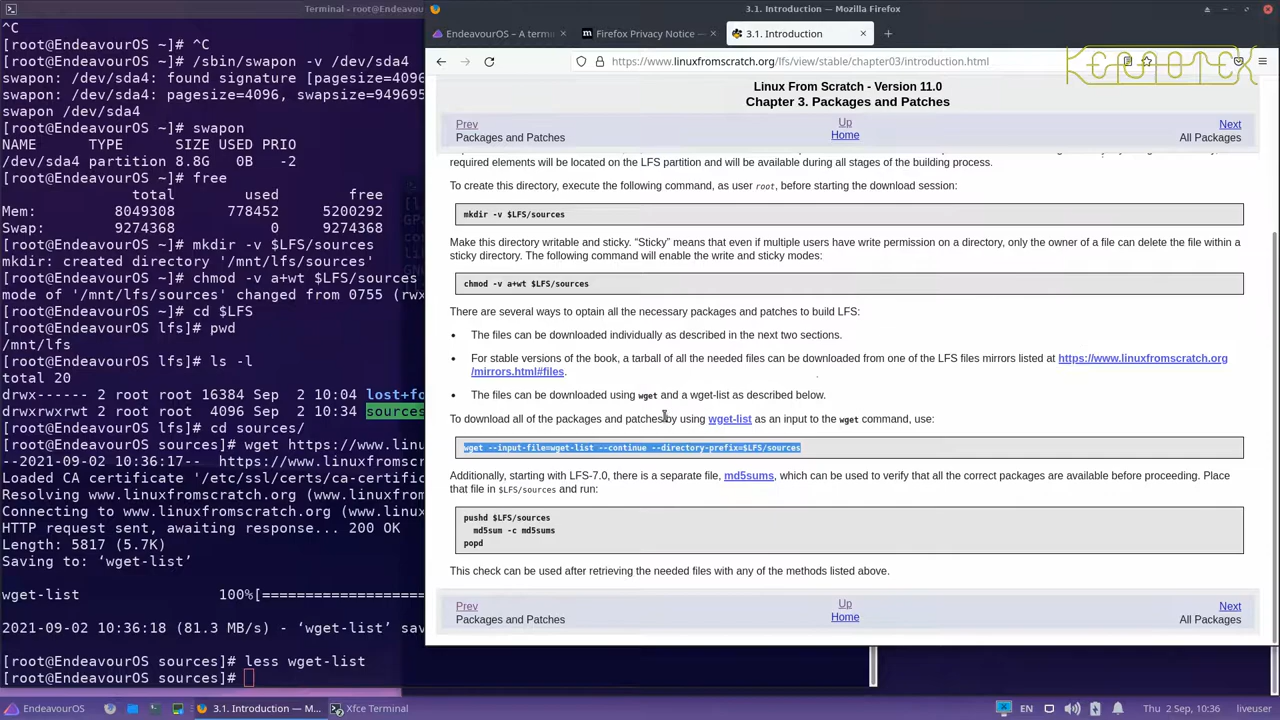 Terminal - root@Endeavour
^C
[root@EndeavourOS ~]# ^C
[root@EndeavourOS ~]# /sbin/swapon -v /dev/sda4
swapon: /dev/sda4: found signature [pagesize=4096
swapon: /dev/sda4: pagesize=4096, swapsize=949695
swapon /dev/sda4
[root@EndeavourOS ~]# swapon
NAME TYPE SIZE USED PRIO
/dev/sda4 partition 8.8G 0B -2
[root@EndeavourOS ~]# free
total used free
Mem: 8049308 778452 5200292
Swap: 9274368 0 9274368
[root@EndeavourOS ~]# mkdir -v $LFS/sources
mkdir: created directory '/mnt/lfs/sources'
[root@EndeavourOS ~]# chmod -v a+wt $LFS/sources
mode of '/mnt/lfs/sources' changed from 0755 (rwx
[root@EndeavourOS ~]# cd $LFS
[root@EndeavourOS lfs]# pwd
/mnt/lfs
[root@EndeavourOS lfs]# ls -l
total 20
drwx------ 2 root root 16384 Sep 2 10:04 lost+fo
drwxrwxrwt 2 root root 4096 Sep 2 10:34 sources
[root@EndeavourOS lfs]# cd sources/
[root@EndeavourOS sources]# wget https://www.linu
--2021-09-02 10:36:17-- https://www.linuxfromscra
Loaded CA certificate '/etc/ssl/certs/ca-certific
Resolving www.linuxfromscratch.org (www.linuxfrom
Connecting to www.linuxfromscratch.org (www.linux
HTTP request sent, awaiting response... 200 OK
Length: 5817 (5.7K)
Saving to: ‘wget-list’
wget-list 100%[====================
2021-09-02 10:36:18 (81.3 MB/s) - ‘wget-list’ sav
[root@EndeavourOS sources]# less wget-list
[root@EndeavourOS sources]#
3.1. Introduction — Mozilla Firefox
EndeavourOS – A termi
Firefox Privacy Notice —
3.1. Introduction
https://www.linuxfromscratch.org/lfs/view/stable/chapter03/introduction.html
KEMOTEX
Linux From Scratch - Version 11.0
Chapter 3. Packages and Patches
Prev Up Next
Packages and Patches Home All Packages
required elements will be located on the LFS partition and will be available during all stages of the building process.
To create this directory, execute the following command, as user root, before starting the download session:
mkdir -v $LFS/sources
Make this directory writable and sticky. “Sticky” means that even if multiple users have write permission on a directory, only the owner of a file can delete the file within a
sticky directory. The following command will enable the write and sticky modes:
chmod -v a+wt $LFS/sources
There are several ways to optain all the necessary packages and patches to build LFS:
• The files can be downloaded individually as described in the next two sections.
• For stable versions of the book, a tarball of all the needed files can be downloaded from one of the LFS files mirrors listed at https://www.linuxfromscratch.org
/mirrors.html#files.
• The files can be downloaded using wget and a wget-list as described below.
To download all of the packages and patches by using wget-list as an input to the wget command, use:
wget --input-file=wget-list --continue --directory-prefix=$LFS/sources
Additionally, starting with LFS-7.0, there is a separate file, md5sums, which can be used to verify that all the correct packages are available before proceeding. Place
that file in $LFS/sources and run:
pushd $LFS/sources
md5sum -c md5sums
popd
This check can be used after retrieving the needed files with any of the methods listed above.
Prev Up Next
Packages and Patches Home All Packages
EndeavourOS
3.1. Introduction — M...
Xfce Terminal
EN
Thu 2 Sep, 10:36
liveuser